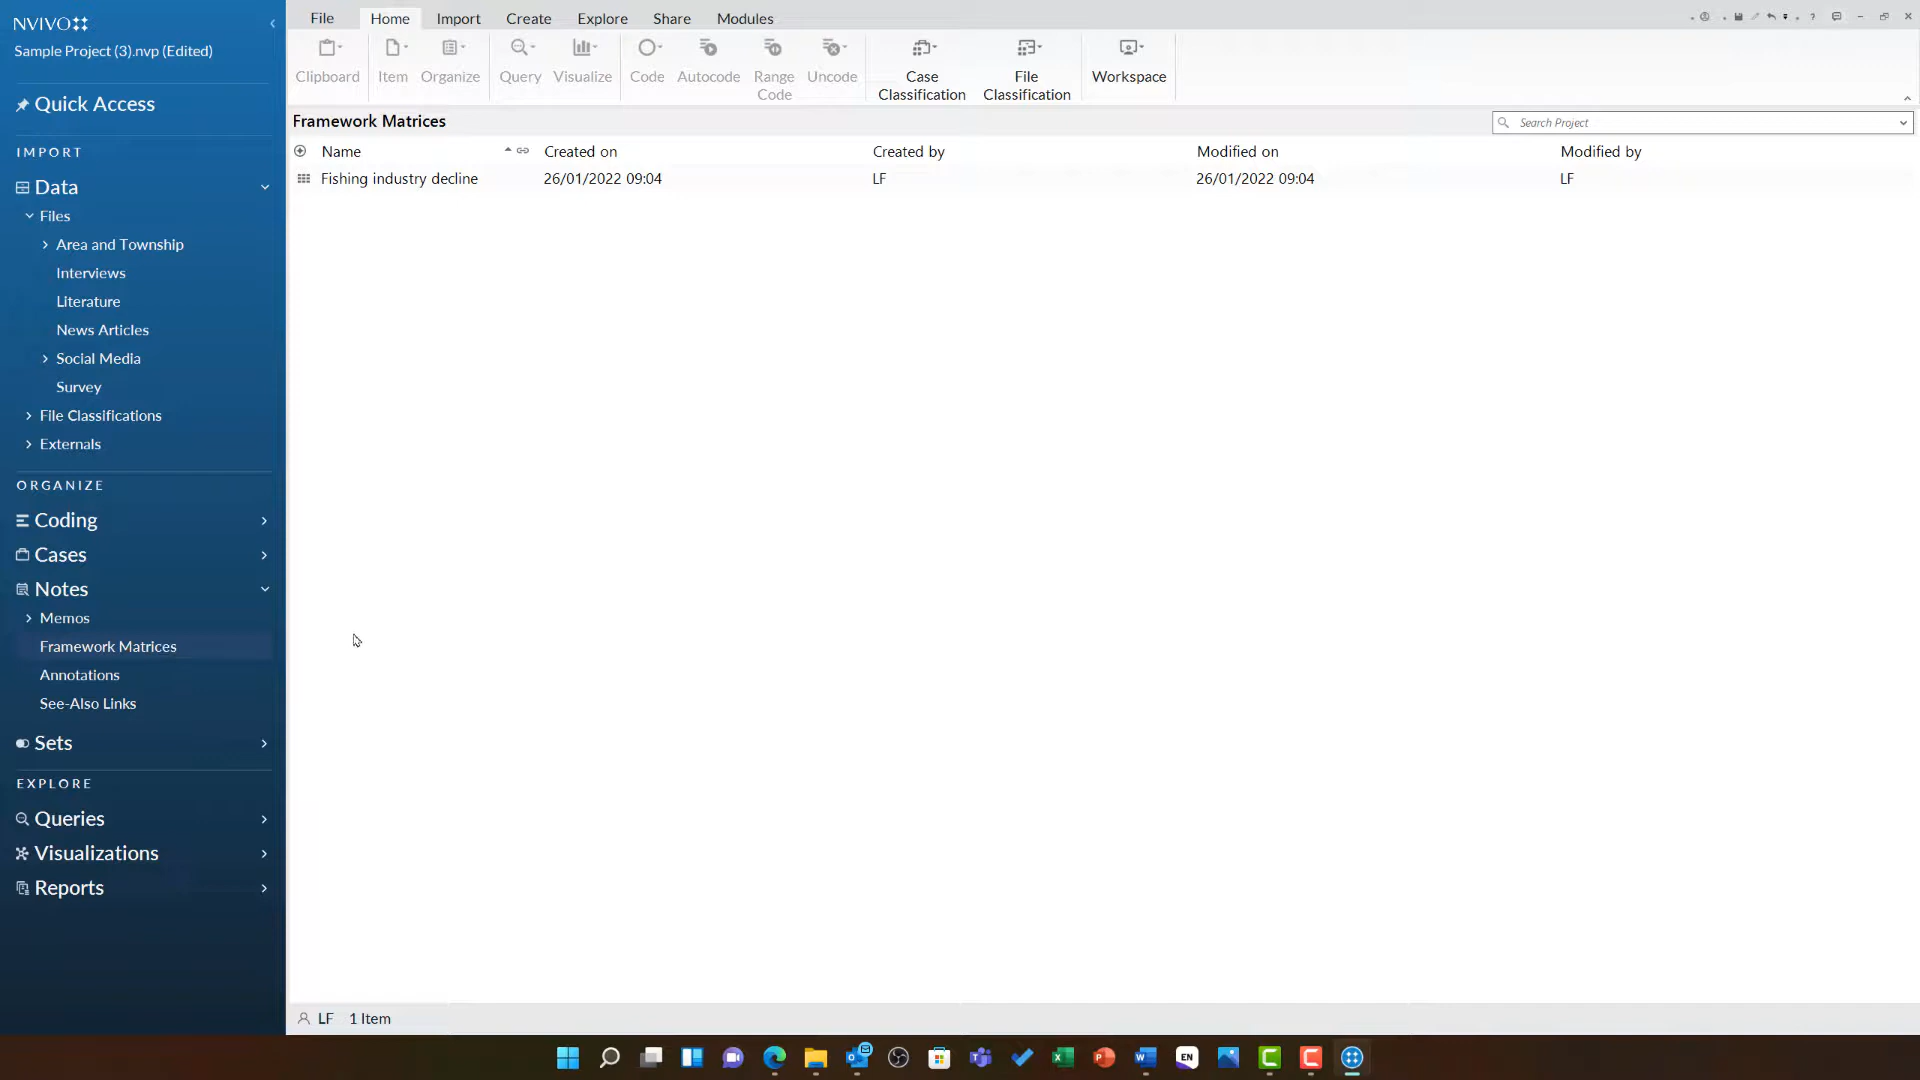 NVIVO
Sample Project (3).nvp (Edited)
Quick Access
IMPORT
Data
Files
Area and Township
Interviews
Literature
News Articles
Social Media
Survey
File Classifications
Externals
ORGANIZE
Coding
Cases
Notes
Memos
Framework Matrices
Annotations
See-Also Links
Sets
EXPLORE
Queries
Visualizations
Reports
File Home Import Create Explore Share Modules
Clipboard Item Organize Query Visualize Code Autocode Range Code Uncode Case Classification File Classification Workspace
Framework Matrices
Search Project
Name Created on Created by Modified on Modified by
Fishing industry decline 26/01/2022 09:04 LF 26/01/2022 09:04 LF
LF 1 Item
EN